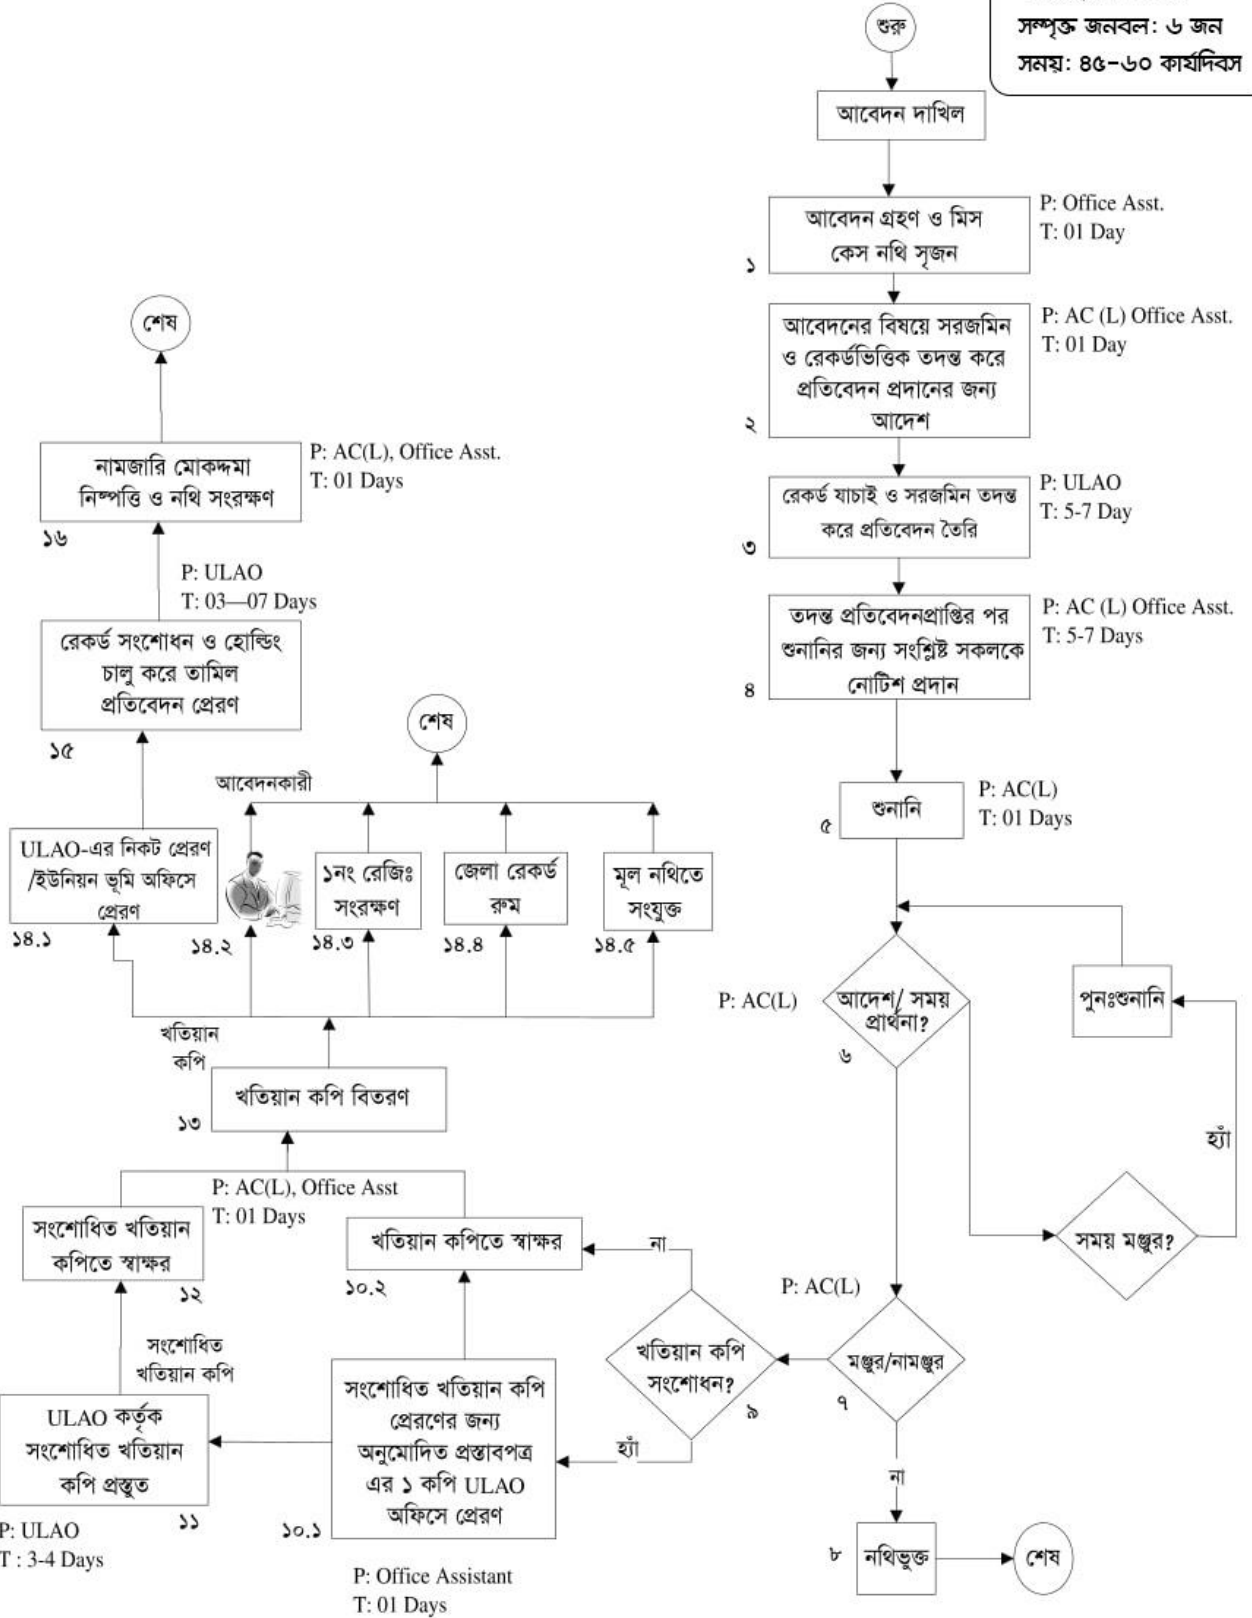 শুরু
সম্পৃক্ত জনবল: ৬ জন
সময়: ৪৫-৬০ কার্যদিবস
আবেদন দাখিল
আবেদন গ্রহণ ও মিস
কেস নথি সৃজন
১
P: Office Asst.
T: 01 Day
আবেদনের বিষয়ে সরজমিন
ও রেকর্ডভিত্তিক তদন্ত করে
প্রতিবেদন প্রদানের জন্য
আদেশ
২
P: AC (L) Office Asst.
T: 01 Day
রেকর্ড যাচাই ও সরজমিন তদন্ত
করে প্রতিবেদন তৈরি
৩
P: ULAO
T: 5-7 Day
তদন্ত প্রতিবেদনপ্রাপ্তির পর
শুনানির জন্য সংশ্লিষ্ট সকলকে
নোটিশ প্রদান
৪
P: AC (L) Office Asst.
T: 5-7 Days
শুনানি
৫
P: AC(L)
T: 01 Days
P: AC(L)
আদেশ/ সময়
প্রার্থনা?
৬
পুনঃশুনানি
হ্যাঁ
সময় মঞ্জুর?
P: AC(L)
মঞ্জুর/নামঞ্জুর
৭
না
৮
নথিভুক্ত
শেষ
খতিয়ান কপি
সংশোধন?
৯
না
হ্যাঁ
খতিয়ান কপিতে স্বাক্ষর
১০.২
সংশোধিত খতিয়ান কপি
প্রেরণের জন্য
অনুমোদিত প্রস্তাবপত্র
এর ১ কপি ULAO
অফিসে প্রেরণ
১০.১
P: Office Assistant
T: 01 Days
ULAO কর্তৃক
সংশোধিত খতিয়ান
কপি প্রস্তুত
১১
P: ULAO
T : 3-4 Days
সংশোধিত
খতিয়ান কপি
সংশোধিত খতিয়ান
কপিতে স্বাক্ষর
১২
P: AC(L), Office Asst
T: 01 Days
খতিয়ান কপি বিতরণ
১৩
খতিয়ান
কপি
ULAO-এর নিকট প্রেরণ
/ইউনিয়ন ভূমি অফিসে
প্রেরণ
১৪.১
আবেদনকারী
১৪.২
১নং রেজিঃ
সংরক্ষণ
১৪.৩
জেলা রেকর্ড
রুম
১৪.৪
মূল নথিতে
সংযুক্ত
১৪.৫
শেষ
রেকর্ড সংশোধন ও হোল্ডিং
চালু করে তামিল
প্রতিবেদন প্রেরণ
১৫
P: ULAO
T: 03—07 Days
নামজারি মোকদ্দমা
নিষ্পত্তি ও নথি সংরক্ষণ
১৬
P: AC(L), Office Asst.
T: 01 Days
শেষ